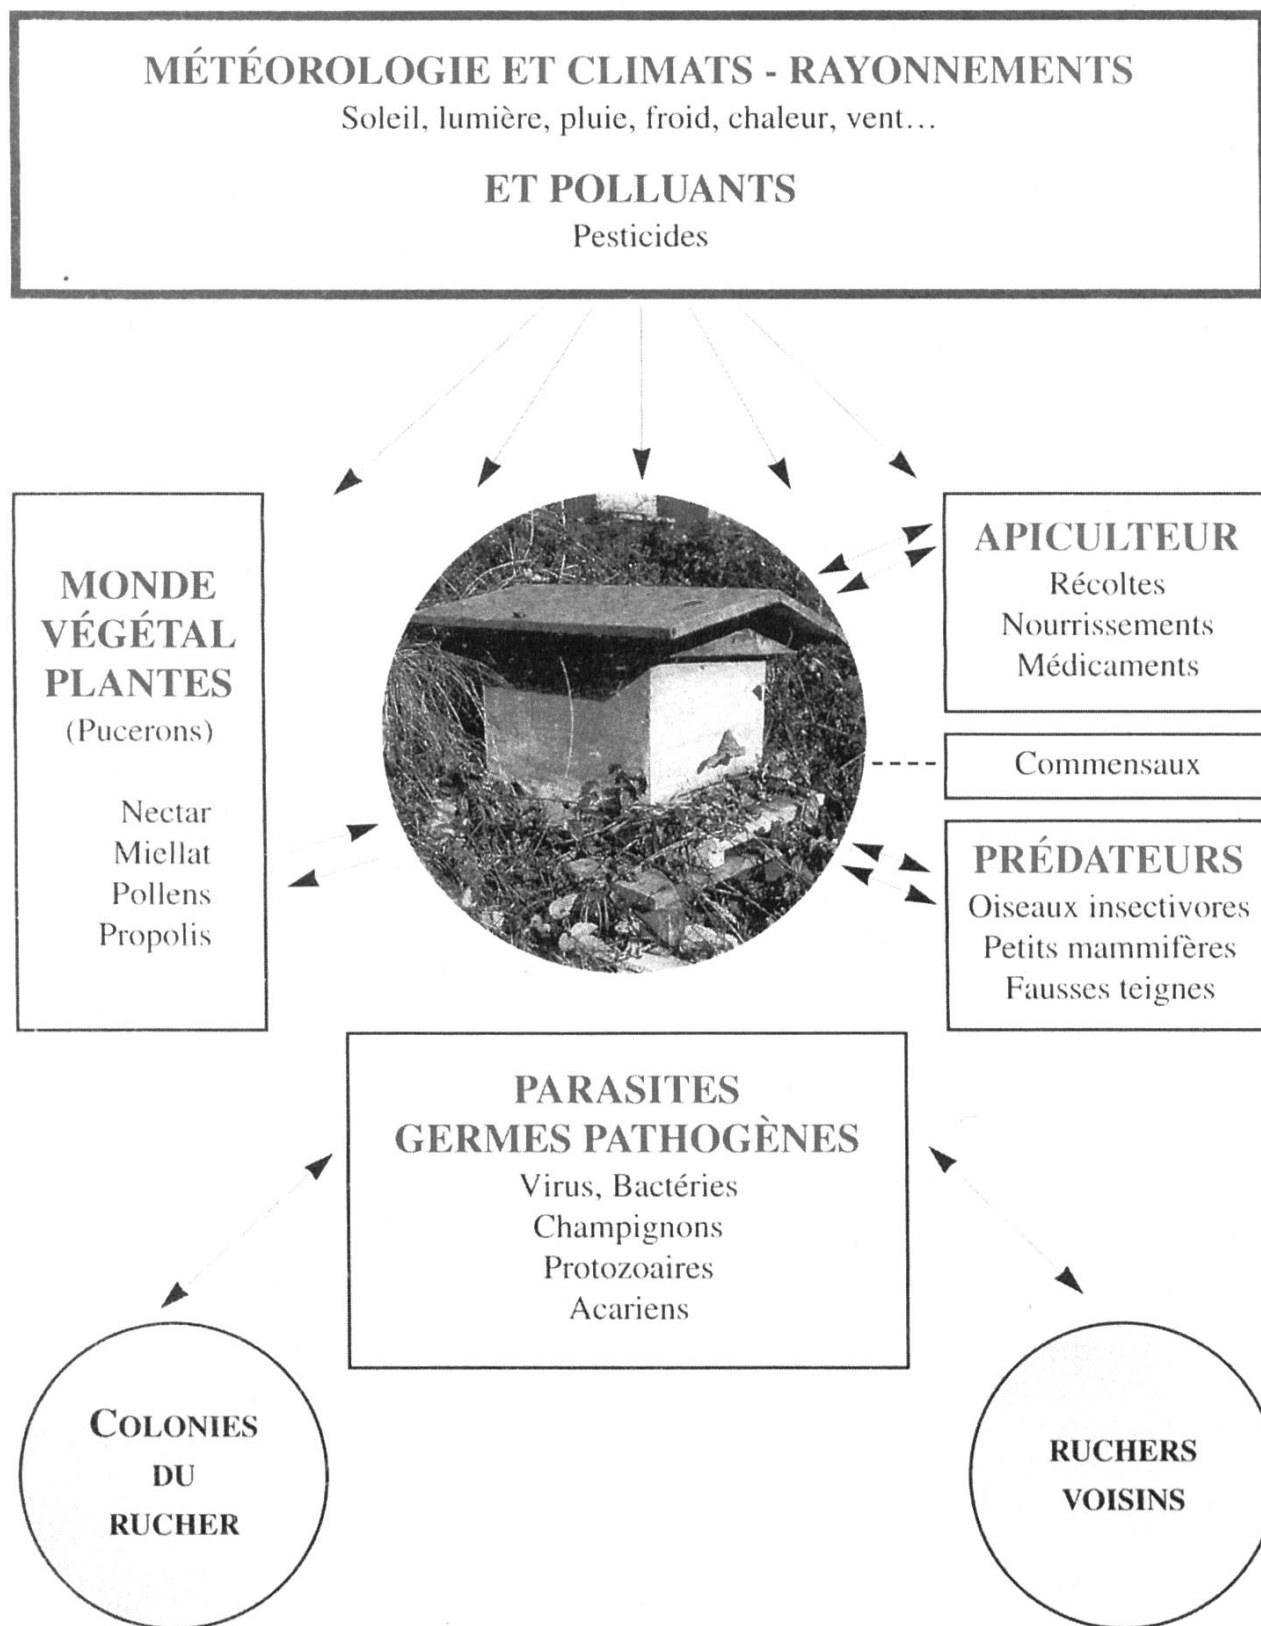 MÉTÉOROLOGIE ET CLIMATS - RAYONNEMENTS
Soleil, lumière, pluie, froid, chaleur, vent...
ET POLLUANTS
Pesticides
MONDE
VÉGÉTAL
PLANTES
(Pucerons)
Nectar
Miellat
Pollens
Propolis
APICULTEUR
Récoltes
Nourrissements
Médicaments
Commensaux
PRÉDATEURS
Oiseaux insectivores
Petits mammifères
Fausses teignes
PARASITES
GERMES PATHOGÈNES
Virus, Bactéries
Champignons
Protozoaires
Acariens
COLONIES
DU
RUCHER
RUCHERS
VOISINS